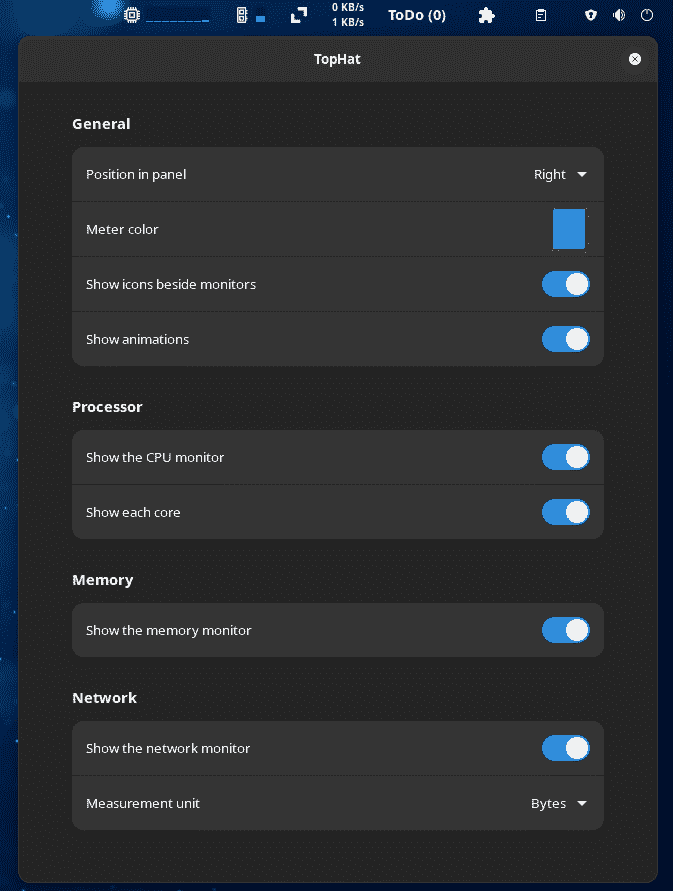 0 KB/s
1 KB/s
ToDo (0)
TopHat
General
Position in panel Right
Meter color
Show icons beside monitors
Show animations
Processor
Show the CPU monitor
Show each core
Memory
Show the memory monitor
Network
Show the network monitor
Measurement unit Bytes